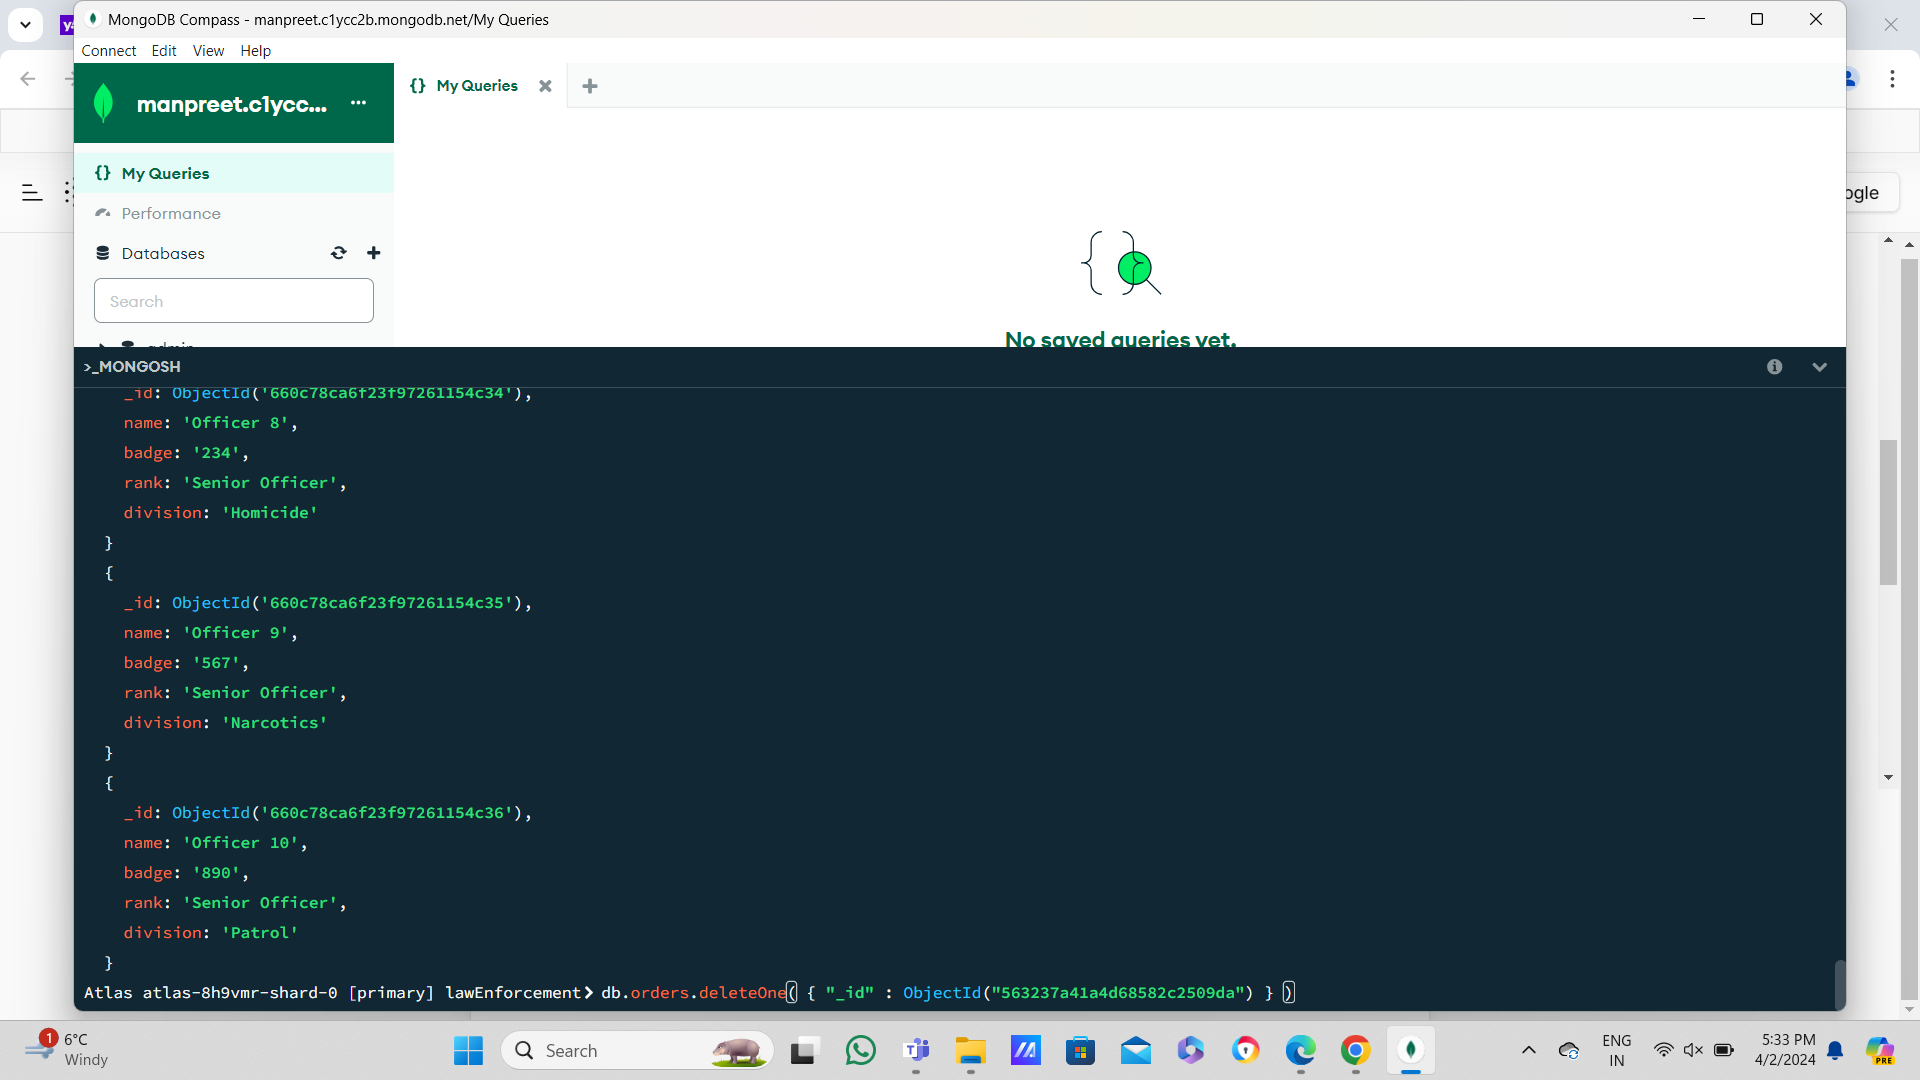 MongoDB Compass - manpreet.c1ycc2b.mongodb.net/My Queries
Connect Edit View Help
manpreet.c1ycc... ···
{} My Queries
{} My Queries
Performance
Databases
Search
admin
No saved queries yet.
>_MONGOSH
_id: ObjectId('660c78ca6f23f97261154c34'),
name: 'Officer 8',
badge: '234',
rank: 'Senior Officer',
division: 'Homicide'
}
{
_id: ObjectId('660c78ca6f23f97261154c35'),
name: 'Officer 9',
badge: '567',
rank: 'Senior Officer',
division: 'Narcotics'
}
{
_id: ObjectId('660c78ca6f23f97261154c36'),
name: 'Officer 10',
badge: '890',
rank: 'Senior Officer',
division: 'Patrol'
}
Atlas atlas-8h9vmr-shard-0 [primary] lawEnforcement> db.orders.deleteOne( { "_id" : ObjectId("563237a41a4d68582c2509da") } )
1
6°C
Windy
Search
PRE
ENG
IN
5:33 PM
4/2/2024